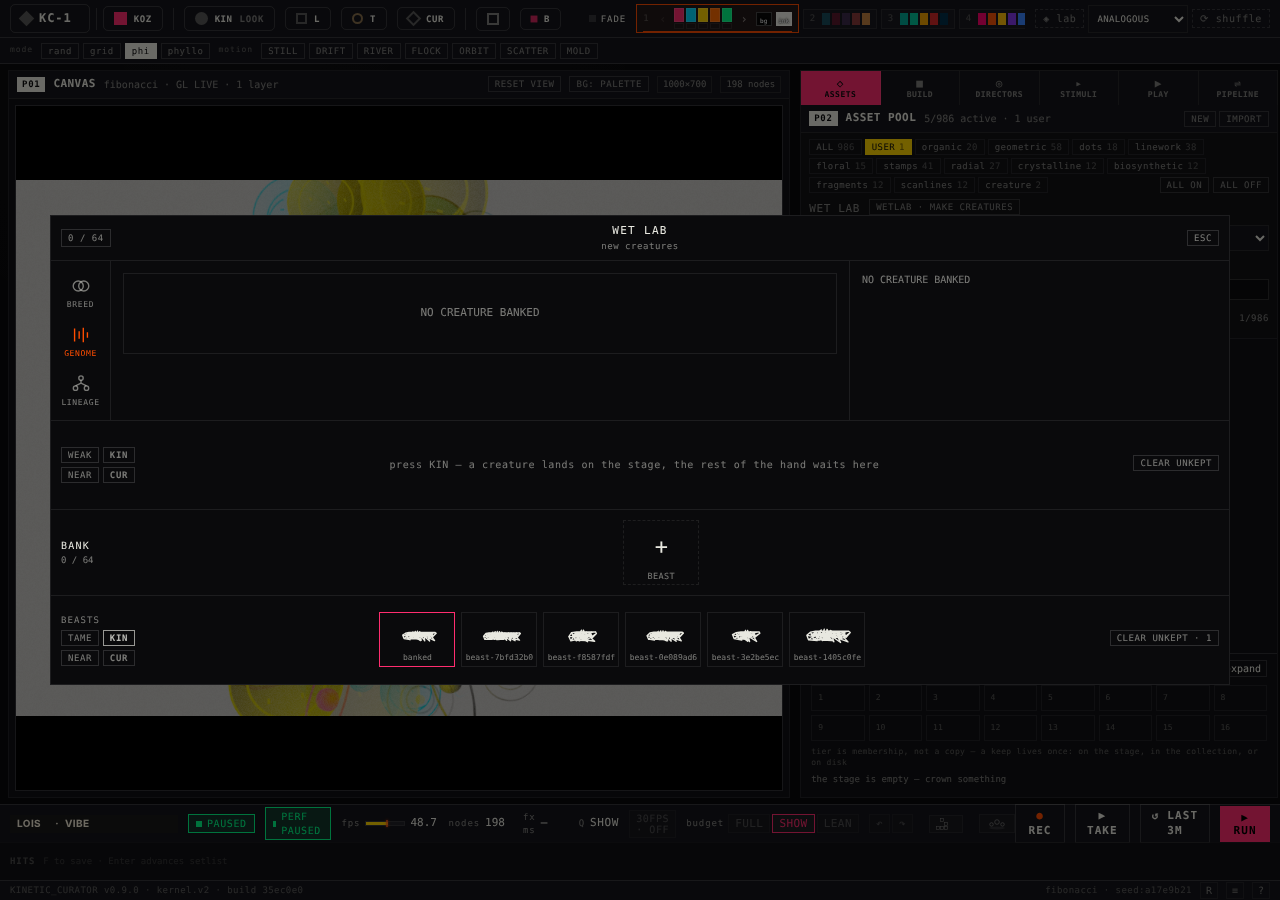 KC-1 KOZ KIN LOOK L T CUR B FADE 1 bg 2 3 4 lab ANALOGOUS shuffle
mode rand grid phi phyllo motion STILL DRIFT RIVER FLOCK ORBIT SCATTER MOLD
P01 CANVAS fibonacci · GL LIVE · 1 layer RESET VIEW BG: PALETTE 1000×700 198 nodes
ASSETS BUILD DIRECTORS STIMULI PLAY PIPELINE
P02 ASSET POOL 5/986 active · 1 user NEW IMPORT
ALL 986 USER 1 organic 20 geometric 58 dots 18 linework 38
floral 15 stamps 41 radial 27 crystalline 12 biosynthetic 12
fragments 12 scanlines 12 creature 2 ALL ON ALL OFF
WET LAB WETLAB · MAKE CREATURES
1/986
0 / 64
WET LAB
new creatures
ESC
BREED
GENOME
LINEAGE
NO CREATURE BANKED
NO CREATURE BANKED
WEAK KIN
NEAR CUR
press KIN — a creature lands on the stage, the rest of the hand waits here
CLEAR UNKEPT
BANK
0 / 64
+
BEAST
BEASTS
TAME KIN
NEAR CUR
banked beast-7bfd32b0 beast-f8587fdf beast-0e089ad6 beast-3e2be5ec beast-1405c0fe
CLEAR UNKEPT · 1
xpand
1 2 3 4 5 6 7 8
9 10 11 12 13 14 15 16
tier is membership, not a copy — a keep lives once: on the stage, in the collection, or
on disk
the stage is empty — crown something
LOIS · VIBE PAUSED PERF PAUSED fps 48.7 nodes 198 fx ms — Q SHOW 30FPS · OFF budget FULL SHOW LEAN REC TAKE LAST 3M RUN
HITS F to save · Enter advances setlist
KINETIC_CURATOR v0.9.0 · kernel.v2 · build 35ec0e0 fibonacci · seed:a17e9b21 R ≡ ?